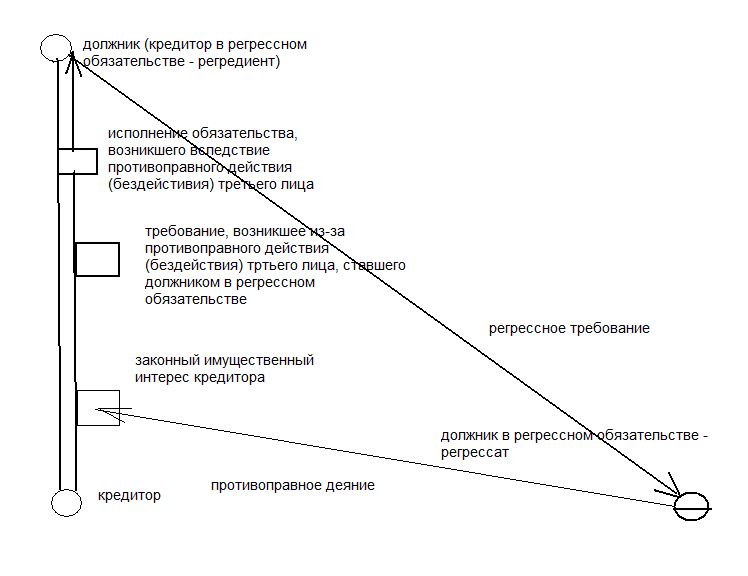 должник (кредитор в регрессном
обязательстве - регредиент)
исполнение обязательства,
возникшего вследствие
противоправного действия
(бездейстивия) третьего лица
требование, возникшее из-за
противоправного действия
(бездействия) тртьего лица, ставшего
должником в регрессном
обязательстве
регрессное требование
законный имущественный
интерес кредитора
должник в регрессном обязательстве -
регрессат
противоправное деяние
кредитор